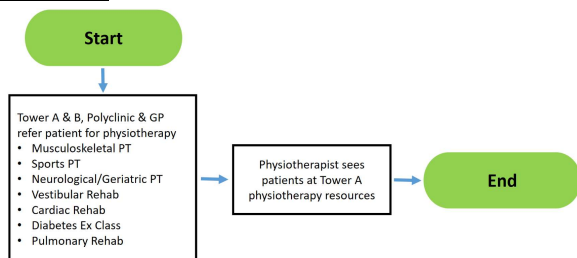 Start
Tower A & B, Polyclinic & GP
refer patient for physiotherapy
• Musculoskeletal PT
• Sports PT
• Neurological/Geriatric PT
• Vestibular Rehab
• Cardiac Rehab
• Diabetes Ex Class
• Pulmonary Rehab
Physiotherapist sees
patients at Tower A
physiotherapy resources
End